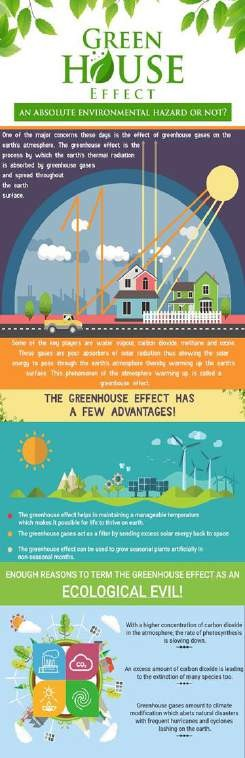 GREEN
HOUSE
EFFECT
AN ABSOLUTE ENVIRONMENTAL HAZARD OR NOT?
One of the major concerns these days is the effect of greenhouse gases on the
earth's atmosphere. The greenhouse effect is the
process by which the earth's thermal radiation
is absorbed by greenhouse gases
and spread throughout
the earth
surface.
Some of the key players are water vapour, carbon dioxide, methane and ozone.
These gases are poor absorbers of solar radiation thus allowing the solar
energy to pass through the earth's atmosphere thereby warming up the earth's
surface. This phenomenon of the atmosphere warming up is called a
greenhouse effect.
THE GREENHOUSE EFFECT HAS
A FEW ADVANTAGES!
The greenhouse effect helps in maintaining a manageable temperature
which makes it possible for life to thrive on earth.
The greenhouse gases act as a filter by sending excess solar energy back to space
The greenhouse effect can be used to grow seasonal plants artificially in
non-seasonal months.
ENOUGH REASONS TO TERM THE GREENHOUSE EFFECT AS AN
ECOLOGICAL EVIL!
With a higher concentration of carbon dioxide
in the atmosphere, the rate of photosynthesis
is slowing down.
CO₂
An excess amount of carbon dioxide is leading
to the extinction of many species too.
Greenhouse gases amount to climate
modification which alerts natural disasters
with frequent hurricanes and cyclones
lashing on the earth.